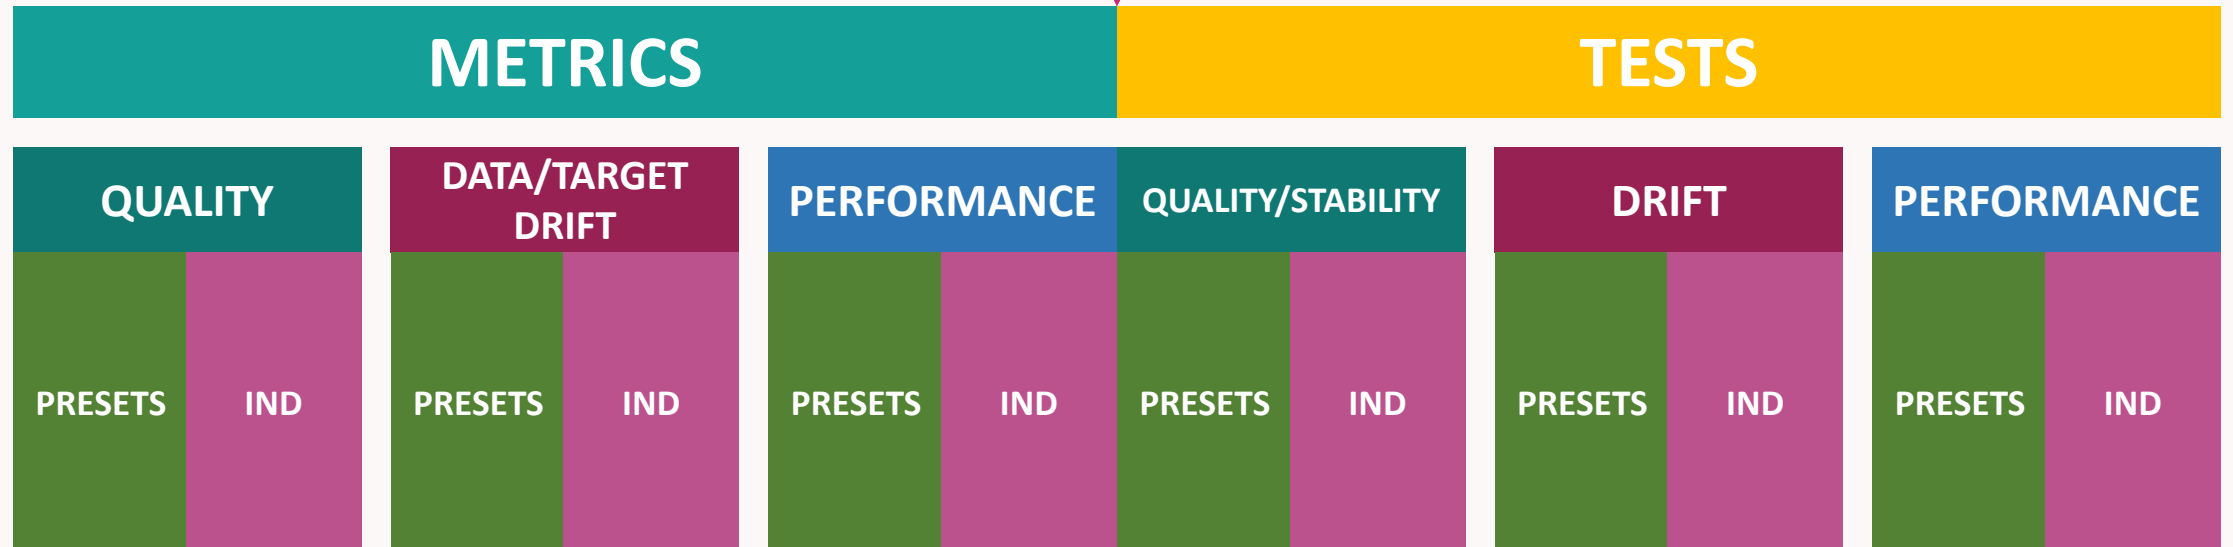 METRICS
TESTS
QUALITY
DATA/TARGET
DRIFT
PERFORMANCE
QUALITY/STABILITY
DRIFT
PERFORMANCE
PRESETS
IND
PRESETS
IND
PRESETS
IND
PRESETS
IND
PRESETS
IND
PRESETS
IND